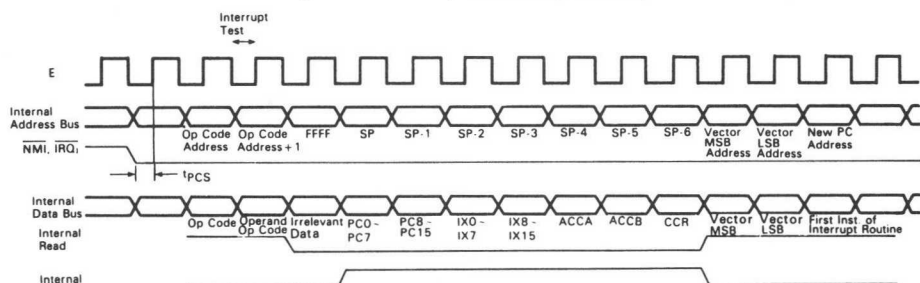 Interrupt
Test
E
Internal
Address Bus
Op Code
Address
Op Code
Address + 1
FFFF
SP
SP-1
SP-2
SP-3
SP-4
SP-5
SP-6
Vector
MSB
Address
Vector
LSB
Address
New PC
Address
NMI, IRQ1
tPCS
Internal
Data Bus
Op Code
Operand
Op Code
Irrelevant
Data
PC0 -
PC7
PC8 -
PC15
IX0 -
IX7
IX8 -
IX15
ACCA
ACCB
CCR
Vector
MSB
Vector
LSB
First Inst. of
Interrupt Routine
Internal
Read
Internal